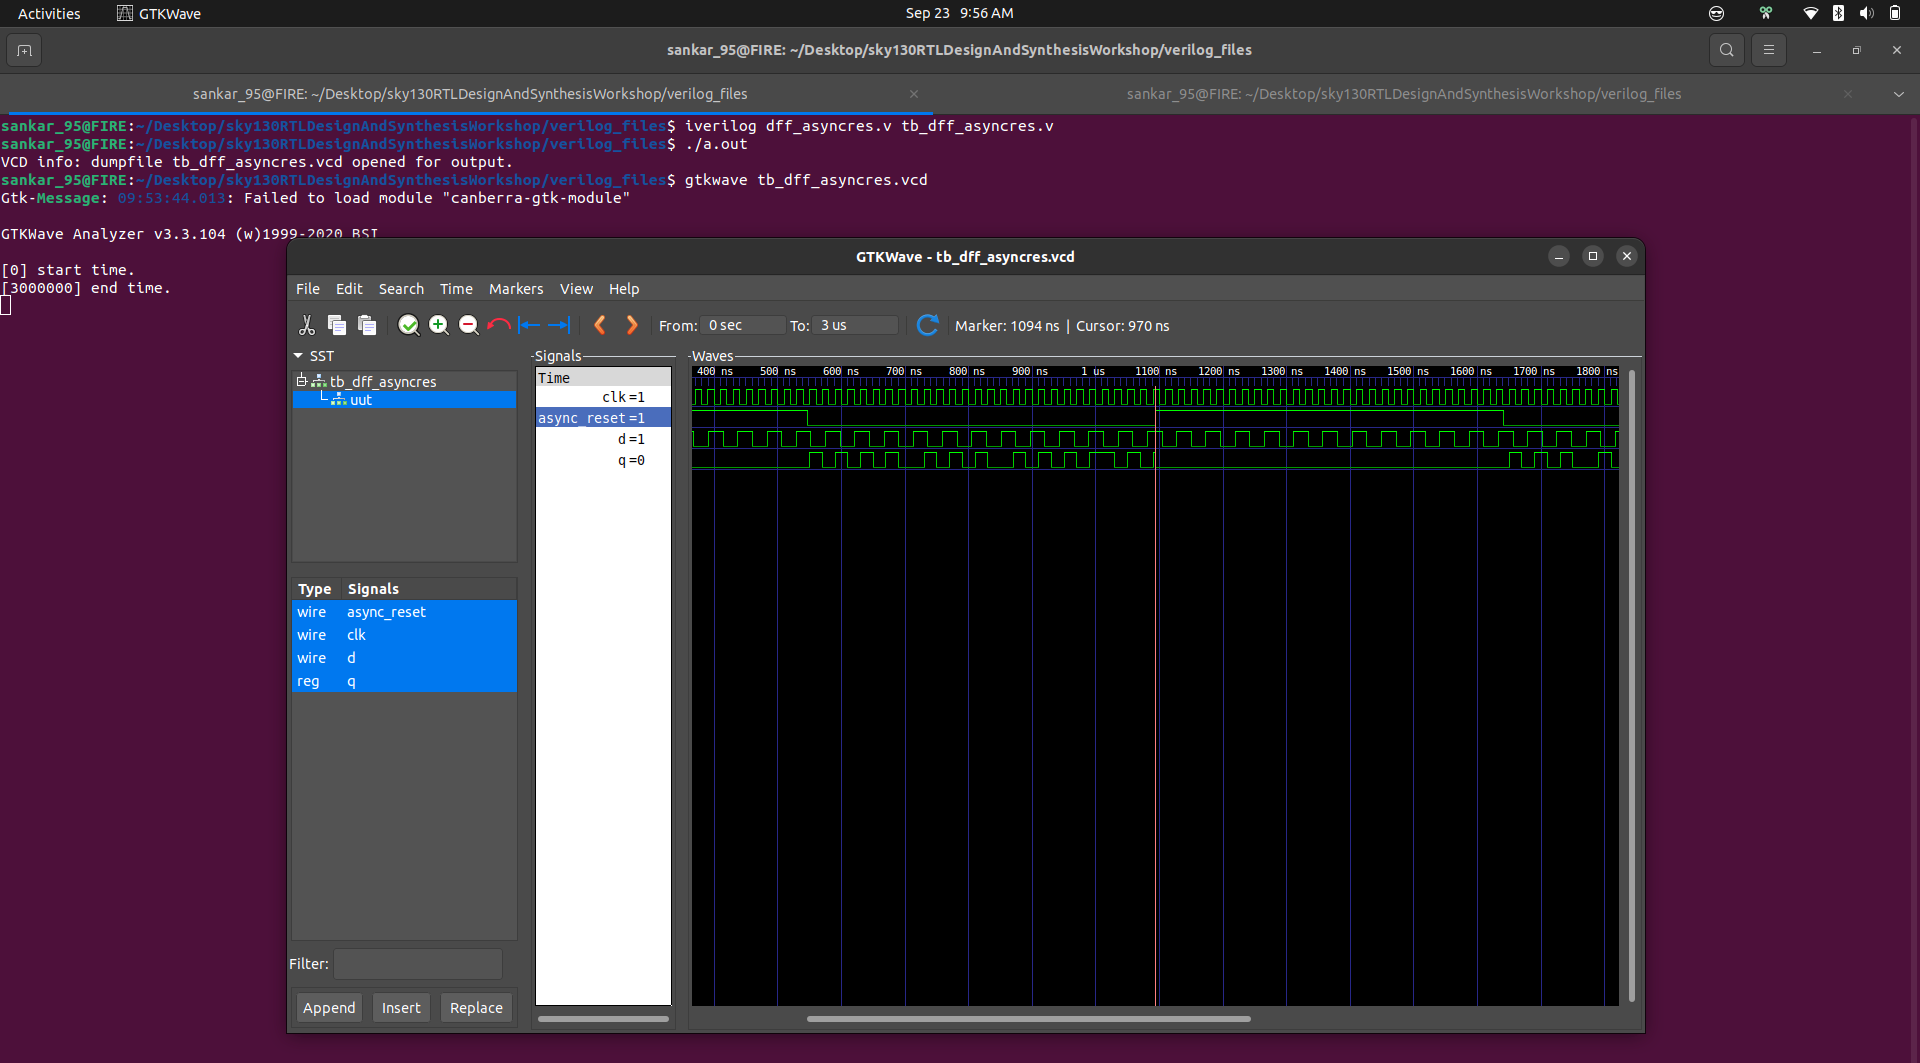 Activities GTKWave Sep 23 9:56 AM
sankar_95@FIRE: ~/Desktop/sky130RTLDesignAndSynthesisWorkshop/verilog_files
sankar_95@FIRE: ~/Desktop/sky130RTLDesignAndSynthesisWorkshop/verilog_files × sankar_95@FIRE: ~/Desktop/sky130RTLDesignAndSynthesisWorkshop/verilog_files ×
sankar_95@FIRE:~/Desktop/sky130RTLDesignAndSynthesisWorkshop/verilog_files$ iverilog dff_asyncres.v tb_dff_asyncres.v
sankar_95@FIRE:~/Desktop/sky130RTLDesignAndSynthesisWorkshop/verilog_files$ ./a.out
VCD info: dumpfile tb_dff_asyncres.vcd opened for output.
sankar_95@FIRE:~/Desktop/sky130RTLDesignAndSynthesisWorkshop/verilog_files$ gtkwave tb_dff_asyncres.vcd
Gtk-Message: 09:53:44.013: Failed to load module "canberra-gtk-module"
GTKWave Analyzer v3.3.104 (w)1999-2020 BSI
[0] start time.
[3000000] end time.
GTKWave - tb_dff_asyncres.vcd
File Edit Search Time Markers View Help
From: 0 sec To: 3 us Marker: 1094 ns | Cursor: 970 ns
SST
tb_dff_asyncres
uut
Type Signals
wire async_reset
wire clk
wire d
reg q
Filter:
Append Insert Replace
Signals
Time
clk =1
async_reset =1
d =1
q =0
Waves
400 ns 500 ns 600 ns 700 ns 800 ns 900 ns 1 us 1100 ns 1200 ns 1300 ns 1400 ns 1500 ns 1600 ns 1700 ns 1800 ns